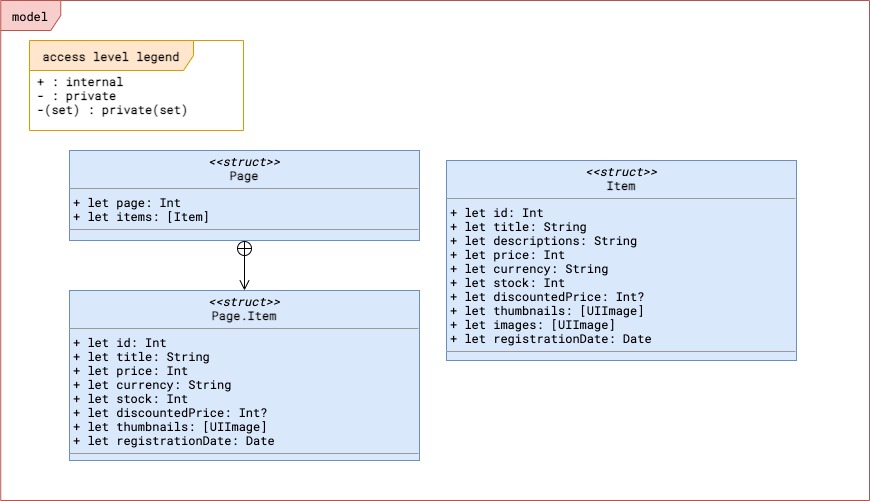 model
access level legend
+ : internal
- : private
-(set) : private(set)
<<struct>>
Page
+ let page: Int
+ let items: [Item]
<<struct>>
Page.Item
+ let id: Int
+ let title: String
+ let price: Int
+ let currency: String
+ let stock: Int
+ let discountedPrice: Int?
+ let thumbnails: [UIImage]
+ let registrationDate: Date
<<struct>>
Item
+ let id: Int
+ let title: String
+ let descriptions: String
+ let price: Int
+ let currency: String
+ let stock: Int
+ let discountedPrice: Int?
+ let thumbnails: [UIImage]
+ let images: [UIImage]
+ let registrationDate: Date